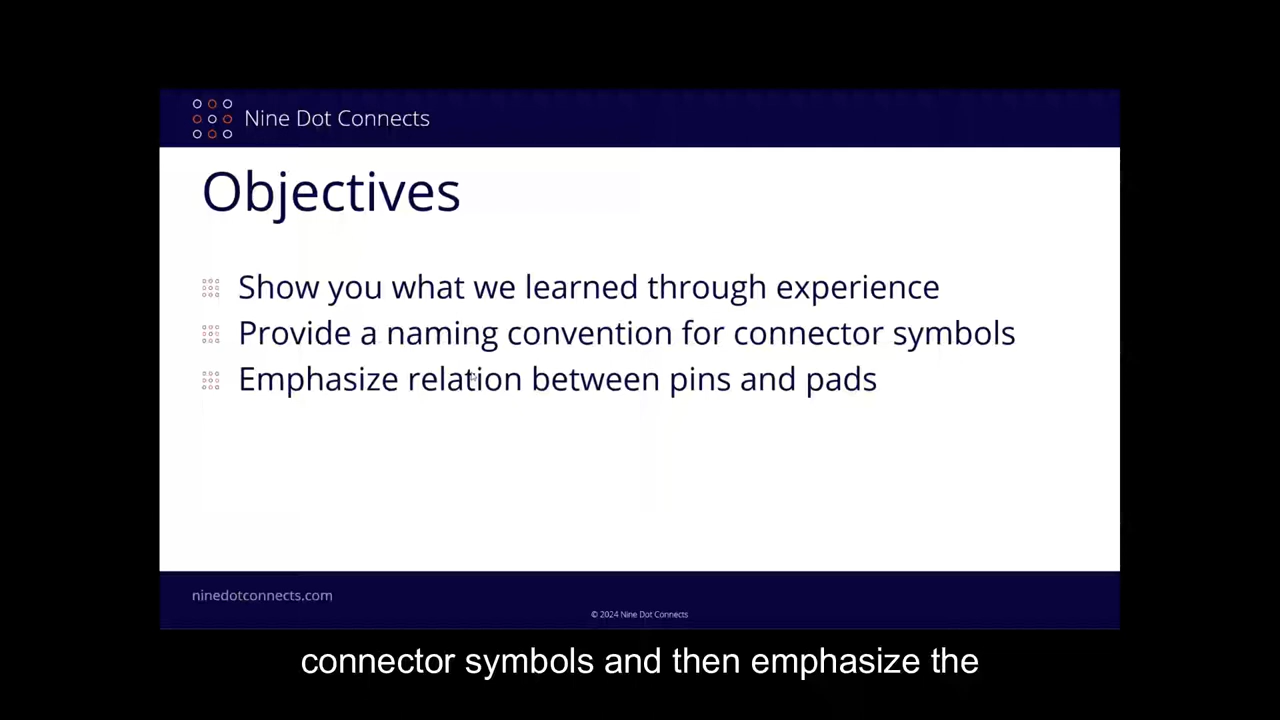 Nine Dot Connects
Objectives
Show you what we learned through experience
Provide a naming convention for connector symbols
Emphasize relation between pins and pads
ninedotconnects.com
© 2024 Nine Dot Connects
connector symbols and then emphasize the